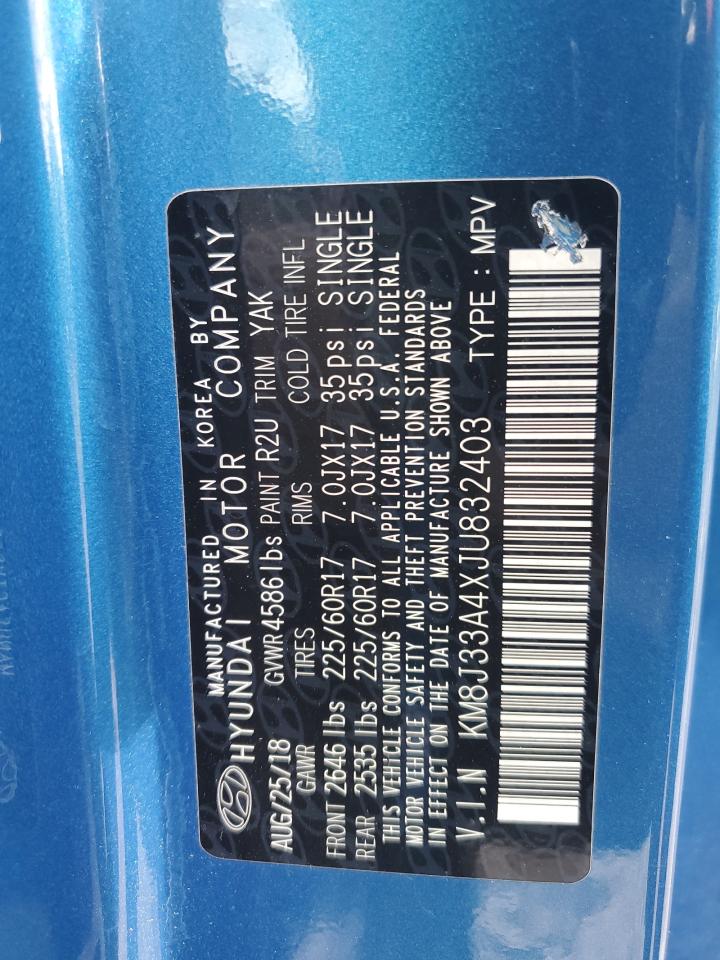 MANUFACTURED IN KOREA BY
HYUNDAI MOTOR COMPANY
AUG/25/18 GVWR 4586 lbs PAINT R2U TRIM YAK
GAWR TIRES RIMS COLD TIRE INFL
FRONT 2646 lbs 225/60R17 7.0JX17 35psi SINGLE
REAR 2535 lbs 225/60R17 7.0JX17 35psi SINGLE
THIS VEHICLE CONFORMS TO ALL APPLICABLE U.S.A. FEDERAL
MOTOR VEHICLE SAFETY AND THEFT PREVENTION STANDARDS
IN EFFECT ON THE DATE OF MANUFACTURE SHOWN ABOVE
V.I.N KM8J33A4XJU832403 TYPE : MPV